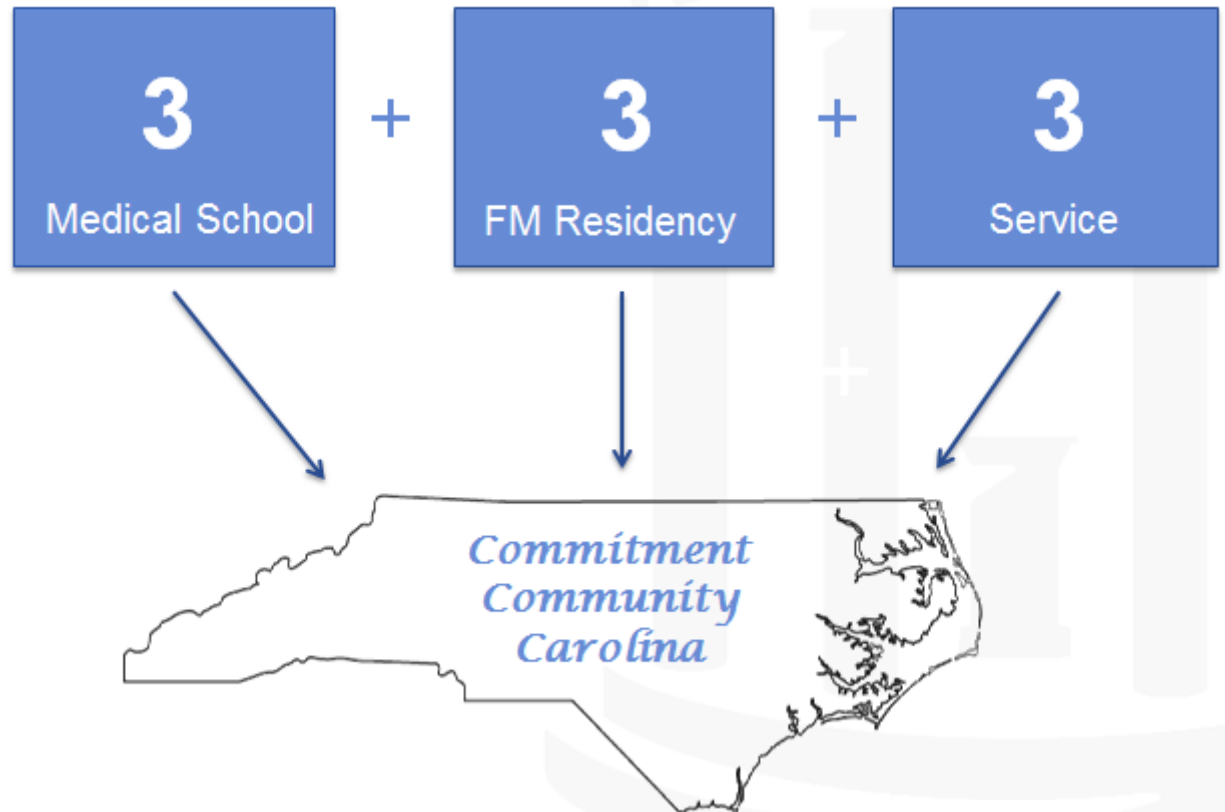 3 + 3 + 3
Medical School
FM Residency
Service
+
Commitment
Community
Carolina